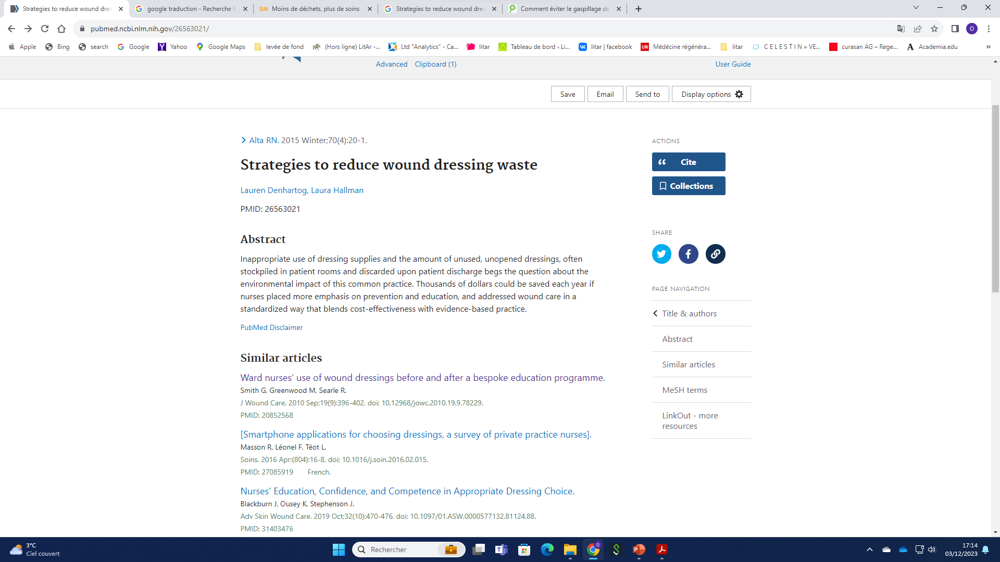 Strategies to reduce wound dres
google traduction - Recherche G
SN Moins de déchets, plus de soins
Strategies to reduce wound dres
Comment éviter le gaspillage de
pubmed.ncbi.nlm.nih.gov/26563021/
O
Apple
Bing
search
Google
Yahoo
Google Maps
levée de fond
(Hors ligne) LitAr -...
Ltd "Analytics" - Ca...
litar
Tableau de bord ‹ Li...
litar | facebook
UN Médécine régénéra...
litar
C E L E S T I N » VE...
curasan AG – Rege...
Academia.edu
»
Advanced Clipboard (1)
User Guide
Save
Email
Send to
Display options
Alta RN. 2015 Winter;70(4):20-1.
Strategies to reduce wound dressing waste
Lauren Denhartog, Laura Hallman
PMID: 26563021
Abstract
Inappropriate use of dressing supplies and the amount of unused, unopened dressings, often
stockpiled in patient rooms and discarded upon patient discharge begs the question about the
environmental impact of this common practice. Thousands of dollars could be saved each year if
nurses placed more emphasis on prevention and education, and addressed wound care in a
standardized way that blends cost-effectiveness with evidence-based practice.
PubMed Disclaimer
Similar articles
Ward nurses' use of wound dressings before and after a bespoke education programme.
Smith G, Greenwood M, Searle R.
J Wound Care. 2010 Sep;19(9):396-402. doi: 10.12968/jowc.2010.19.9.78229.
PMID: 20852568
[Smartphone applications for choosing dressings, a survey of private practice nurses].
Masson R, Léonel F, Téot L.
Soins. 2016 Apr;(804):16-8. doi: 10.1016/j.soin.2016.02.015.
PMID: 27085919 French.
Nurses' Education, Confidence, and Competence in Appropriate Dressing Choice.
Blackburn J, Ousey K, Stephenson J.
Adv Skin Wound Care. 2019 Oct;32(10):470-476. doi: 10.1097/01.ASW.0000577132.81124.88.
PMID: 31403476
ACTIONS
Cite
Collections
SHARE
PAGE NAVIGATION
Title & authors
Abstract
Similar articles
MeSH terms
LinkOut - more
resources
3°C
Ciel couvert
Rechercher
17:14
03/12/2023